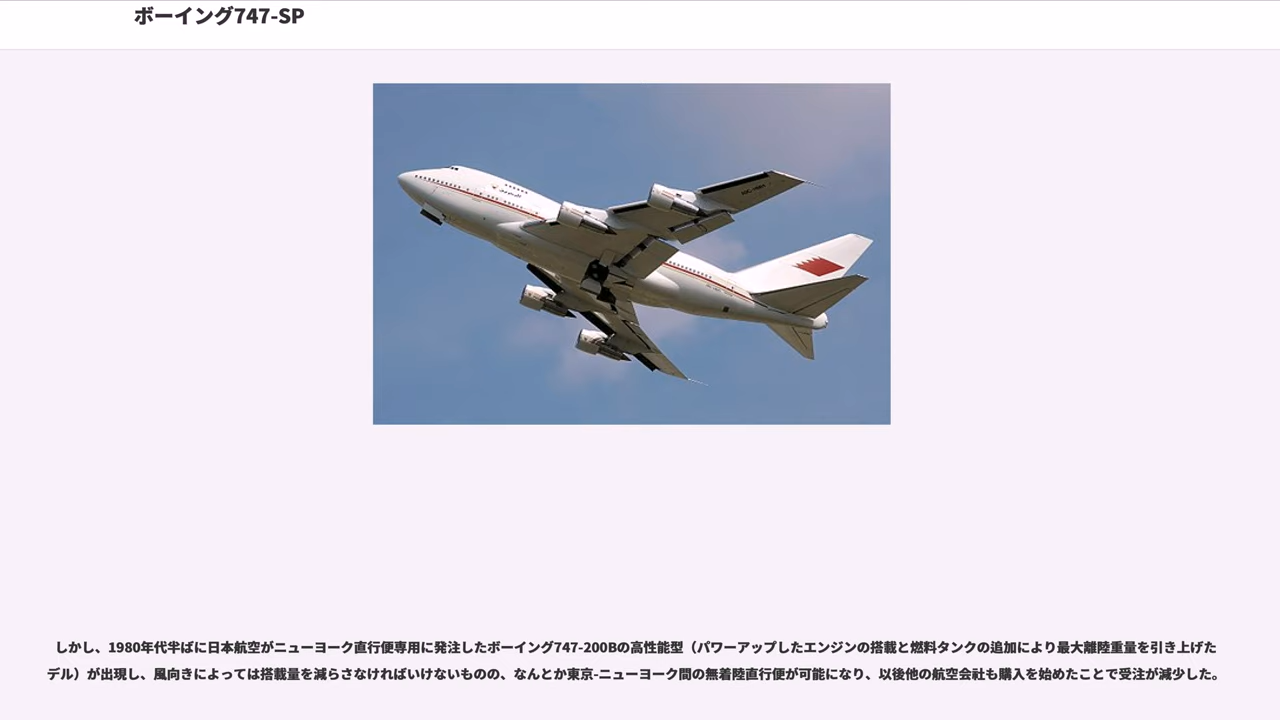 ボーイング747-SP
しかし、1980年代半ばに日本航空がニューヨーク直行便専用に発注したボーイング747-200Bの高性能型（パワーアップしたエンジンの搭載と燃料タンクの追加により最大離陸重量を引き上げた
デル）が出現し、風向きによっては搭載量を減らさなければいけないものの、なんとか東京-ニューヨーク間の無着陸直行便が可能になり、以後他の航空会社も購入を始めたことで受注が減少した。